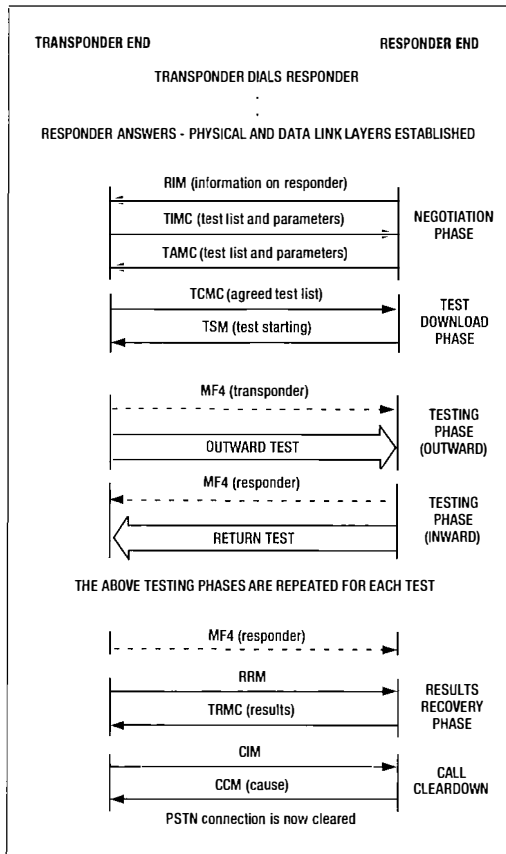 TRANSPONDER END
RESPONDER END
TRANSPONDER DIALS RESPONDER
.
.
RESPONDER ANSWERS - PHYSICAL AND DATA LINK LAYERS ESTABLISHED
RIM (information on responder)
TIMC (test list and parameters)
TAMC (test list and parameters)
NEGOTIATION
PHASE
TCMC (agreed test list)
TSM (test starting)
TEST
DOWNLOAD
PHASE
MF4 (transponder)
OUTWARD TEST
TESTING
PHASE
(OUTWARD)
MF4 (responder)
RETURN TEST
TESTING
PHASE
(INWARD)
THE ABOVE TESTING PHASES ARE REPEATED FOR EACH TEST
MF4 (responder)
RRM
TRMC (results)
RESULTS
RECOVERY
PHASE
CIM
CCM (cause)
CALL
CLEARDOWN
PSTN connection is now cleared